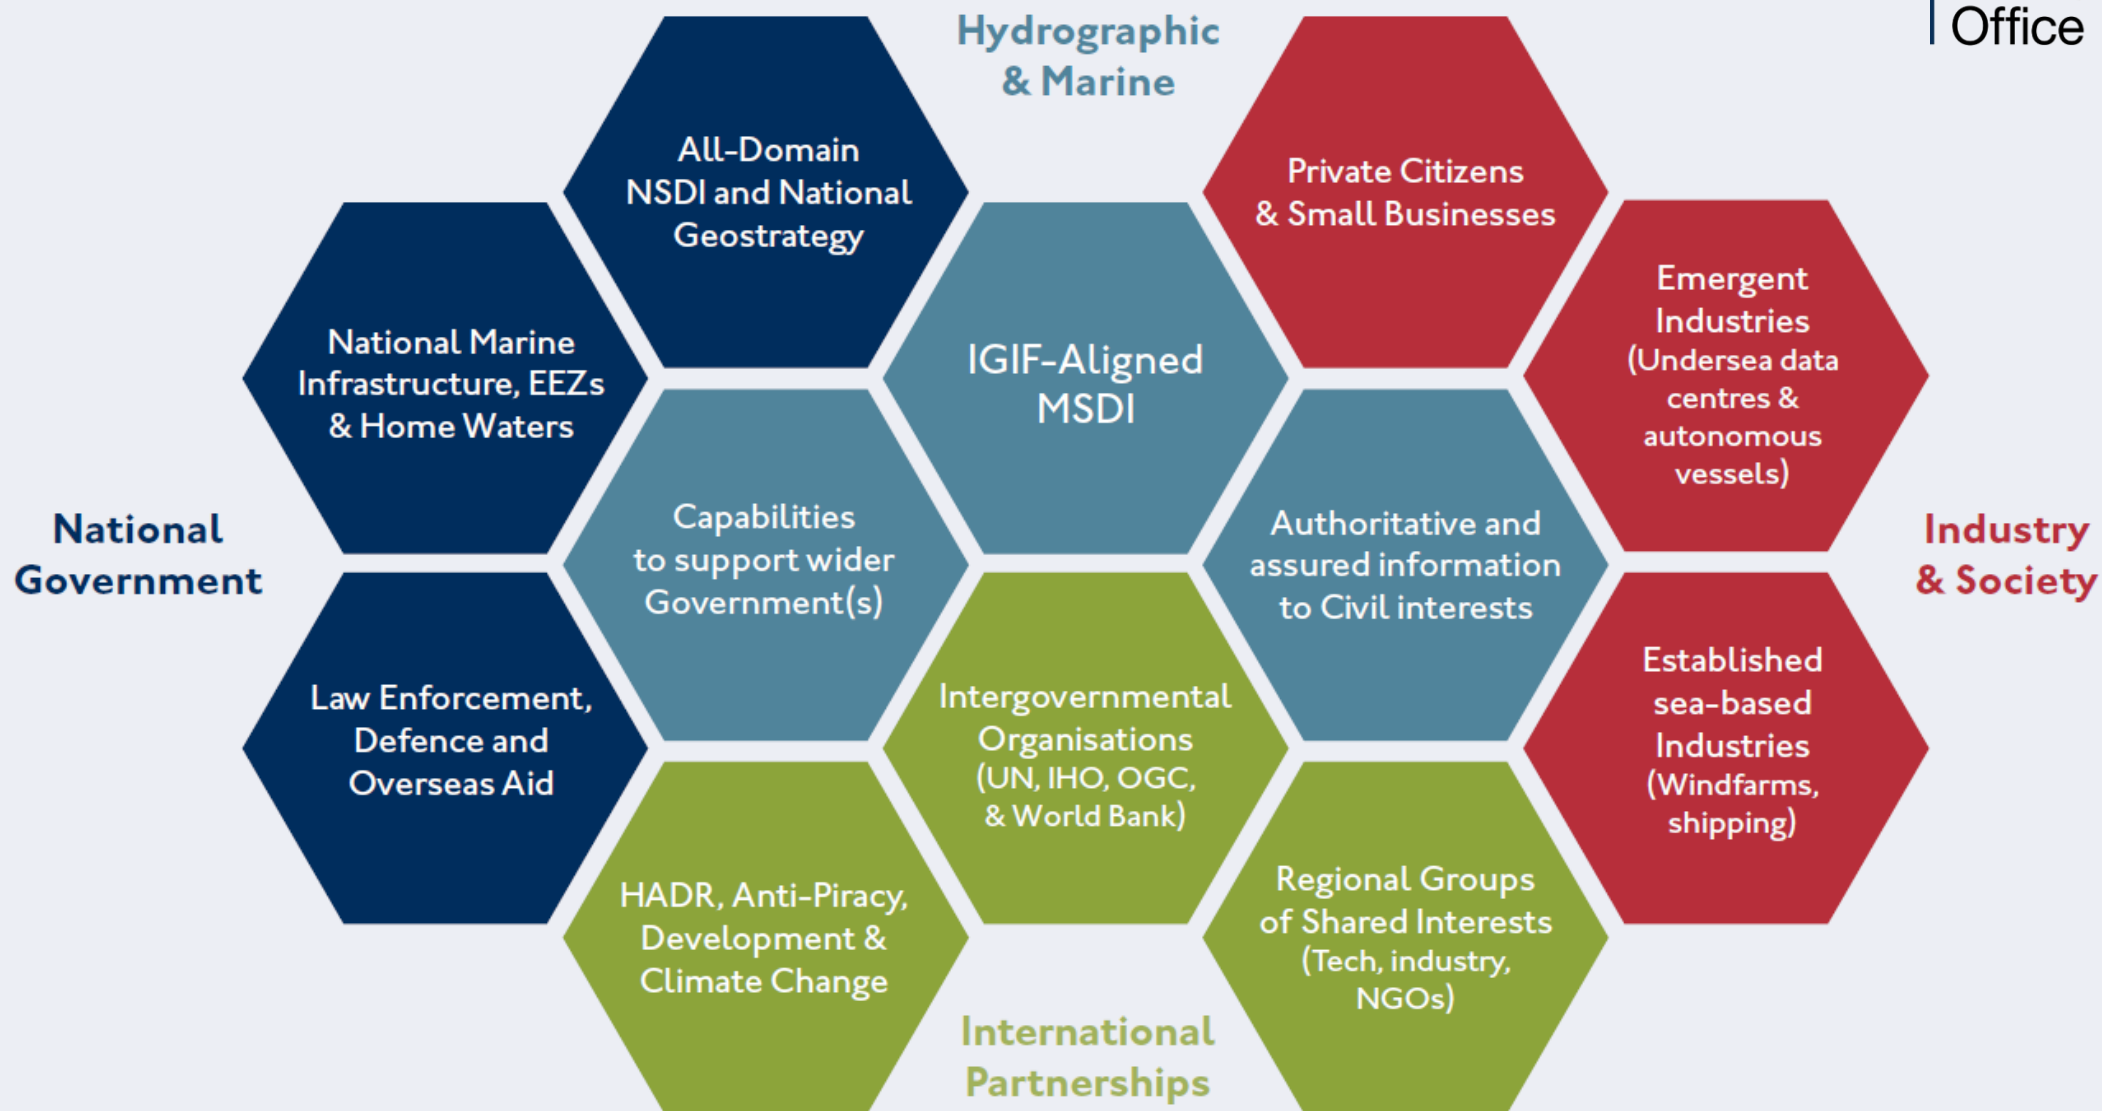 Office
Hydrographic
& Marine
All-Domain
NSDI and National
Geostrategy
Private Citizens
& Small Businesses
National Marine
Infrastructure, EEZs
& Home Waters
IGIF-Aligned
MSDI
Emergent
Industries
(Undersea data
centres &
autonomous
vessels)
National
Government
Capabilities
to support wider
Government(s)
Authoritative and
assured information
to Civil interests
Industry
& Society
Law Enforcement,
Defence and
Overseas Aid
Intergovernmental
Organisations
(UN, IHO, OGC,
& World Bank)
Established
sea-based
Industries
(Windfarms,
shipping)
HADR, Anti-Piracy,
Development &
Climate Change
Regional Groups
of Shared Interests
(Tech, industry,
NGOs)
International
Partnerships